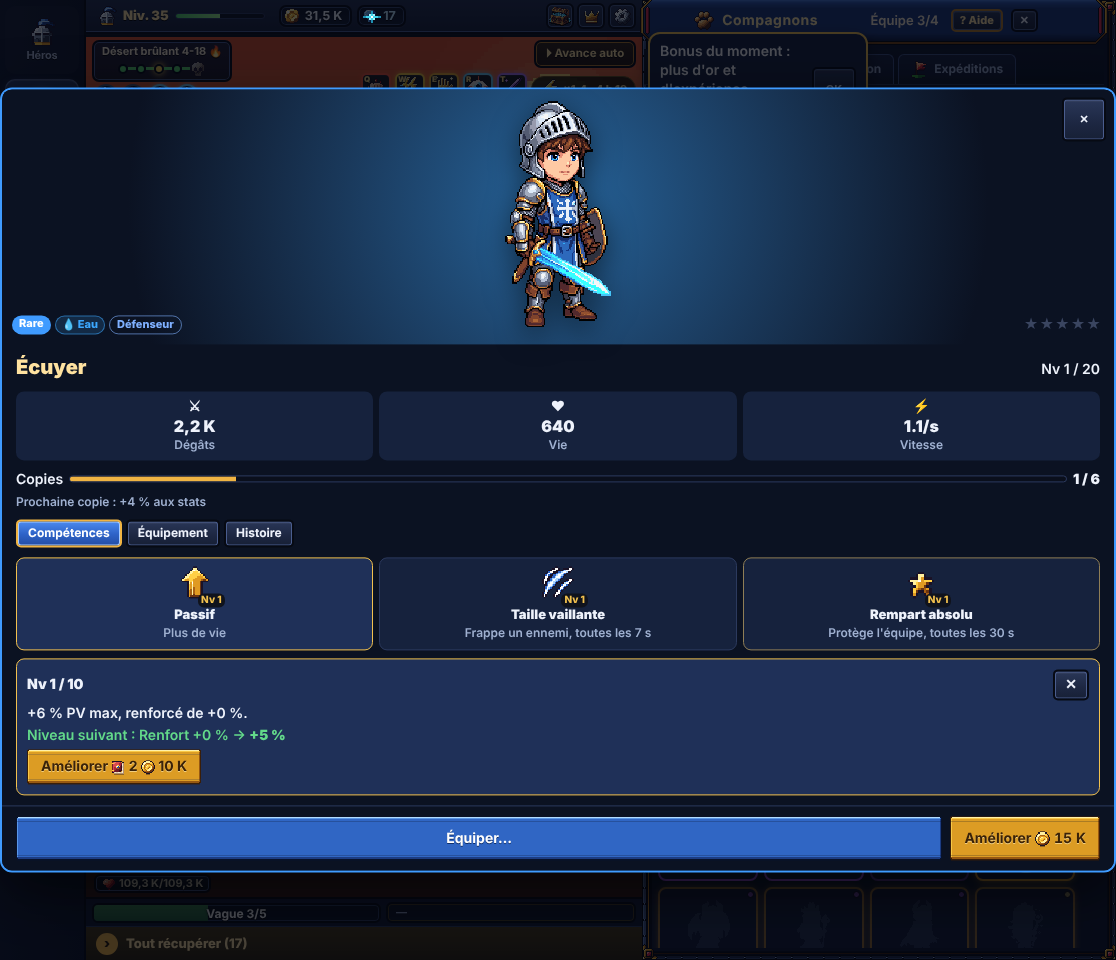 Niv. 35
31,5 K
17
Compagnons
Équipe 3/4
? Aide
×
Héros
Désert brûlant 4-18
Avance auto
Bonus du moment :
plus d'or et
d'expérience
OK
Expéditions
×
Rare
Eau
Défenseur
★★★★★
Écuyer
Nv 1 / 20
2,2 K
Dégâts
640
Vie
1.1/s
Vitesse
Copies
1 / 6
Prochaine copie : +4 % aux stats
Compétences
Équipement
Histoire
Nv 1
Passif
Plus de vie
Nv 1
Taille vaillante
Frappe un ennemi, toutes les 7 s
Nv 1
Rempart absolu
Protège l'équipe, toutes les 30 s
Nv 1 / 10
×
+6 % PV max, renforcé de +0 %.
Niveau suivant : Renfort +0 % → +5 %
Améliorer 2 10 K
Équiper...
Améliorer 15 K
109,3 K/109,3 K
Vague 3/5
—
Tout récupérer (17)